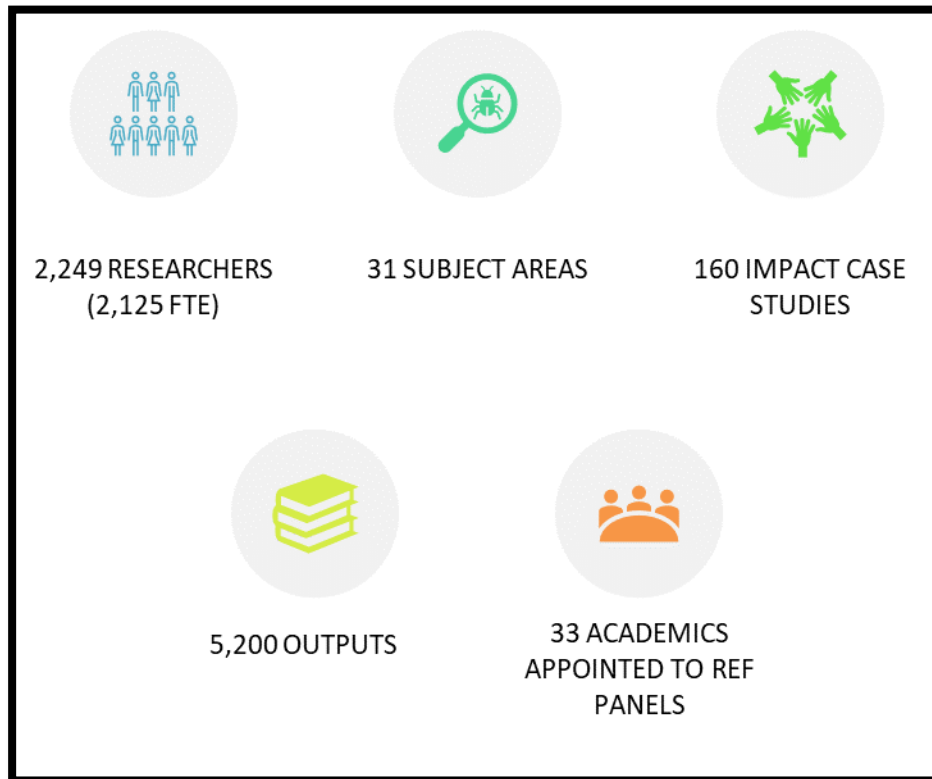 2,249 RESEARCHERS
(2,125 FTE)
31 SUBJECT AREAS
160 IMPACT CASE
STUDIES
5,200 OUTPUTS
33 ACADEMICS
APPOINTED TO REF
PANELS